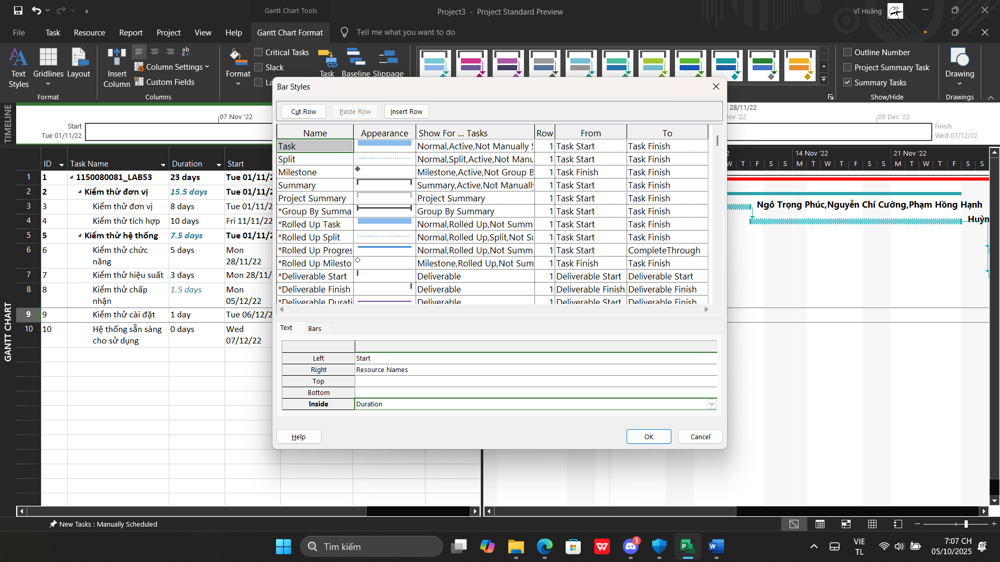 Gantt Chart Tools
Project3 - Project Standard Preview
Vĩ Hoàng
File Task Resource Report Project View Help Gantt Chart Format Tell me what you want to do
Text Styles
Gridlines
Layout
Format
Insert Column
Column Settings
Custom Fields
Columns
Format
Critical Tasks
Slack
Task
Baseline
Slippage
Outline Number
Project Summary Task
Summary Tasks
Show/Hide
Drawing
Drawings
TIMELINE
Start
Tue 01/11/22
07 Nov '22
28/11/22
05 Dec '22
Finish
Wed 07/12/22
GANTT CHART
ID Task Name Duration Start
1 1 1150080081_LAB53 23 days Tue 01/11/2
2 2 Kiểm thử đơn vị 15.5 days Tue 01/11/2
3 3 Kiểm thử đơn vị 8 days Tue 01/11/2
4 4 Kiểm thử tích hợp 10 days Fri 11/11/22
5 5 Kiểm thử hệ thống 7.5 days Tue 01/11/2
6 6 Kiểm thử chức năng 5 days Mon 28/11/22
7 7 Kiểm thử hiệu suất 3 days Mon 28/11/
8 8 Kiểm thử chấp nhận 1.5 days Mon 05/12/22
9 9 Kiểm thử cài đặt 1 day Tue 06/12/2
10 10 Hệ thống sẵn sàng cho sử dụng 0 days Wed 07/12/22
14 Nov '22 21 Nov '22
W T F S S M T W T F S S M T W T F S S
Ngô Trọng Phúc,Nguyễn Chí Cường,Phạm Hồng Hạnh
Huỳn
Bar Styles
Cut Row Paste Row Insert Row
Name Appearance Show For ... Tasks Row From To
Task Normal,Active,Not Manually S 1 Task Start Task Finish
Split Normal,Split,Active,Not Manu 1 Task Start Task Finish
Milestone Milestone,Active,Not Group B 1 Task Finish Task Finish
Summary Summary,Active,Not Manually 1 Task Start Task Finish
Project Summary Project Summary 1 Task Start Task Finish
*Group By Summa Group By Summary 1 Task Start Task Finish
*Rolled Up Task Normal,Rolled Up,Not Summ 1 Task Start Task Finish
*Rolled Up Split Normal,Rolled Up,Split,Not Su 1 Task Start Task Finish
*Rolled Up Progres Normal,Rolled Up,Not Summ 1 Task Start CompleteThrough
*Rolled Up Milesto Milestone,Rolled Up,Not Sum 1 Task Finish Task Finish
*Deliverable Start Deliverable 1 Deliverable Start Deliverable Start
*Deliverable Finish Deliverable 1 Deliverable Finish Deliverable Finish
*Deliverable Durati Deliverable 1 Deliverable Start Deliverable Finish
Text Bars
Left Start
Right Resource Names
Top
Bottom
Inside Duration
Help OK Cancel
New Tasks : Manually Scheduled
Tìm kiếm
1
VIE
TL
7:07 CH
05/10/2025